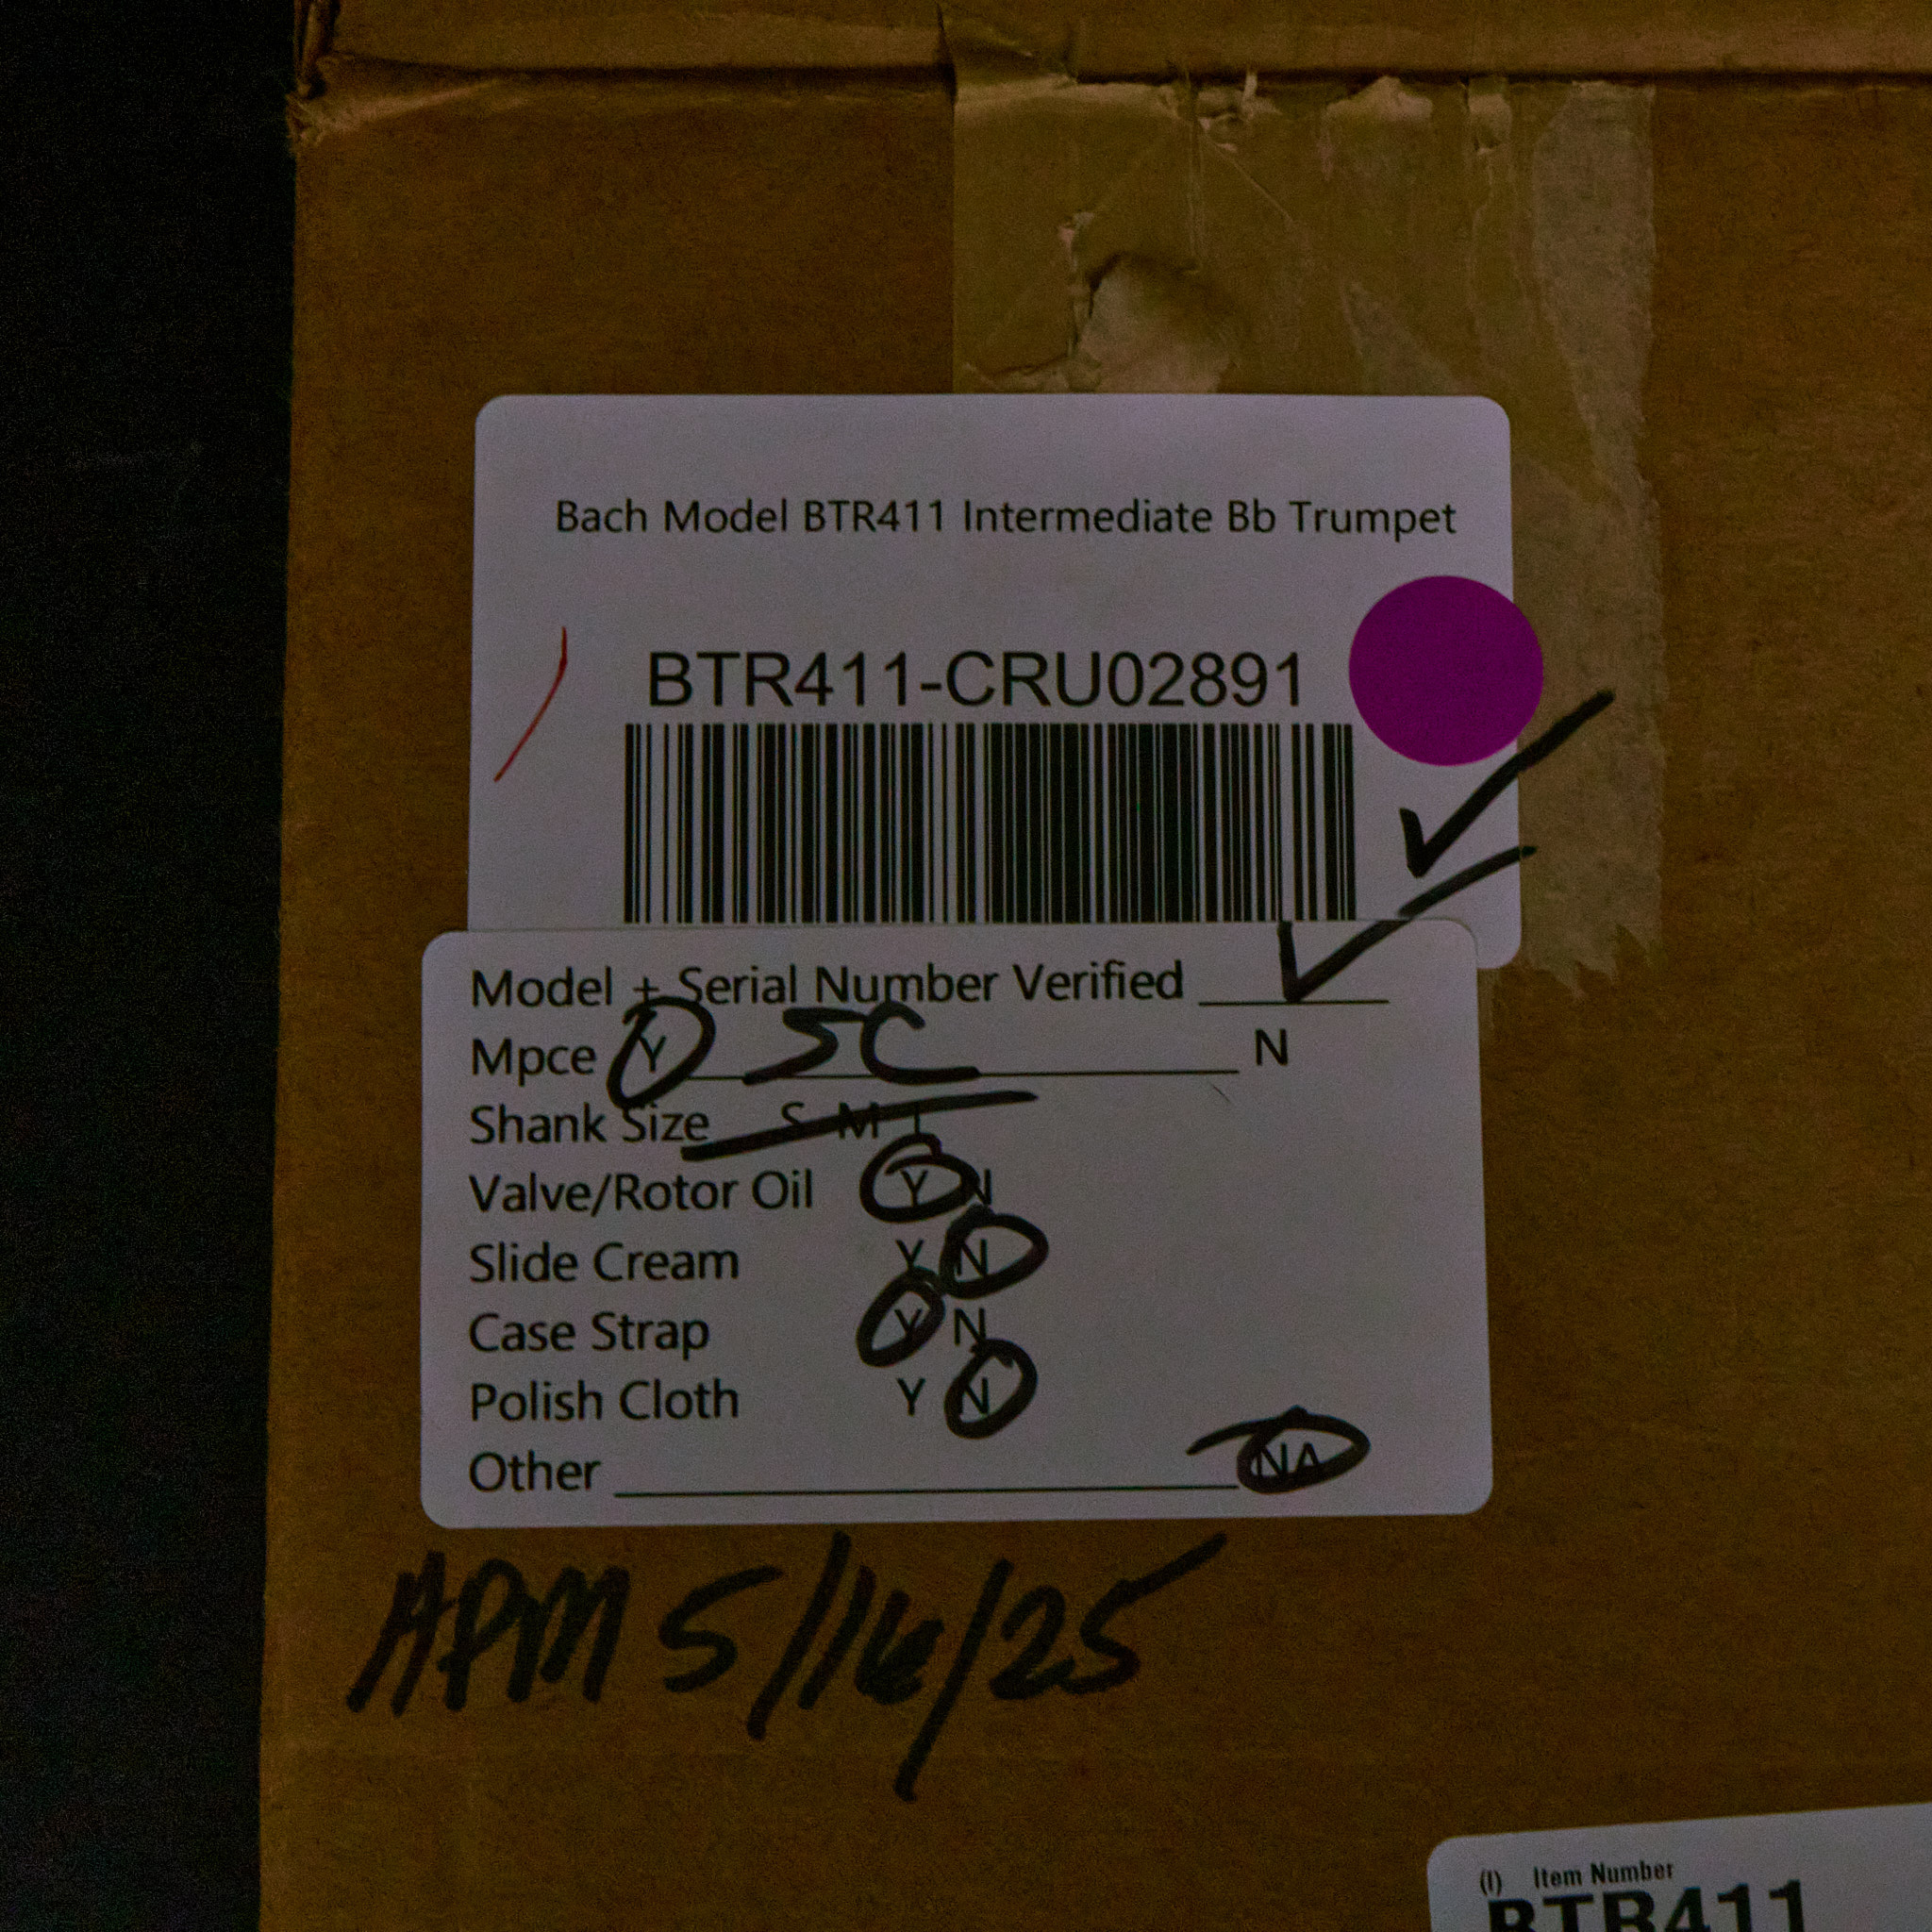 Bach Model BTR411 Intermediate Bb Trumpet
BTR411-CRU02891
Model + Serial Number Verified
Mpce Y 5C N
Shank Size S M L
Valve/Rotor Oil Y N
Slide Cream Y N
Case Strap Y N
Polish Cloth Y N
Other NA
APM 5/16/25
(I) Item Number
BTR411